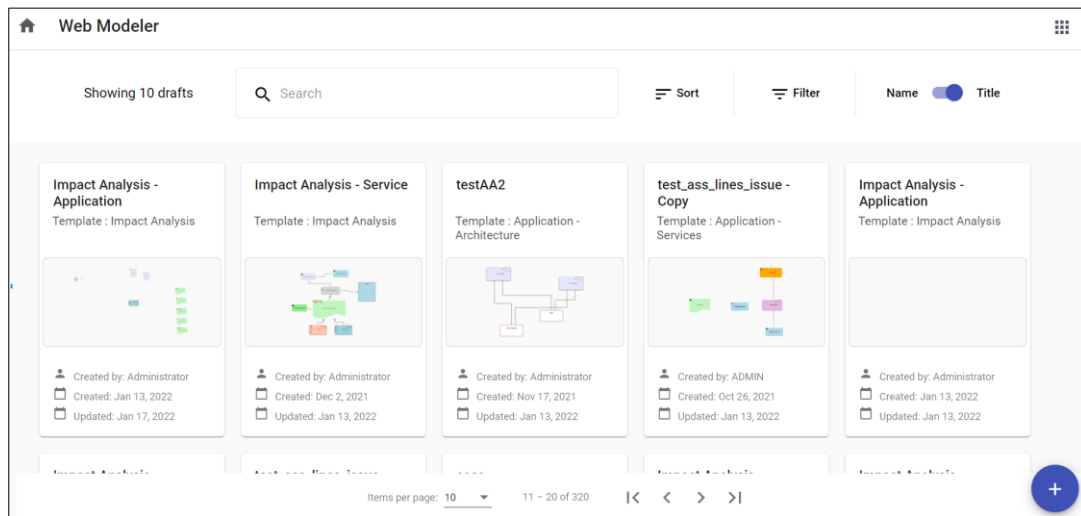 Web Modeler
Showing 10 drafts
Search
Sort
Filter
Name
Title
Impact Analysis -
Application
Template : Impact Analysis
Created by: Administrator
Created: Jan 13, 2022
Updated: Jan 17, 2022
Impact Analysis - Service
Template : Impact Analysis
Created by: Administrator
Created: Dec 2, 2021
Updated: Jan 13, 2022
testAA2
Template : Application -
Architecture
Created by: Administrator
Created: Nov 17, 2021
Updated: Jan 13, 2022
test_ass_lines_issue -
Copy
Template : Application -
Services
Created by: ADMIN
Created: Oct 26, 2021
Updated: Jan 13, 2022
Impact Analysis -
Application
Template : Impact Analysis
Created by: Administrator
Created: Jan 13, 2022
Updated: Jan 13, 2022
Items per page: 10
11 – 20 of 320